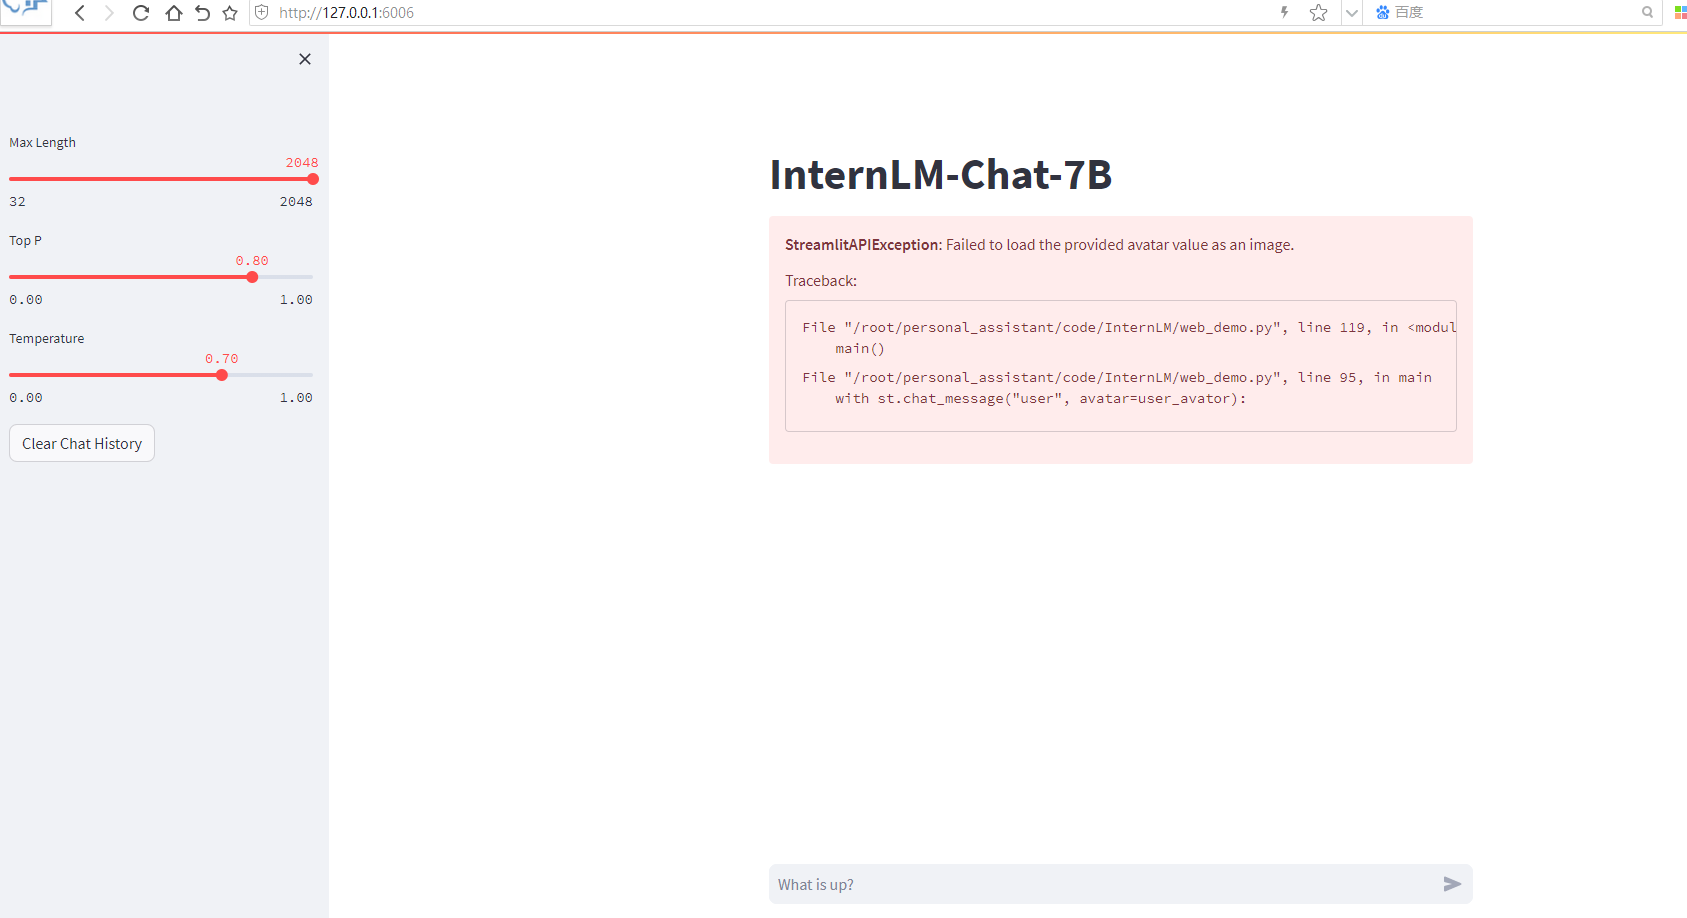 http://127.0.0.1:6006
百度
Max Length
2048
32 2048
Top P
0.80
0.00 1.00
Temperature
0.70
0.00 1.00
Clear Chat History
InternLM-Chat-7B
StreamlitAPIException: Failed to load the provided avatar value as an image.
Traceback:
File "/root/personal_assistant/code/InternLM/web_demo.py", line 119, in <modul
main()
File "/root/personal_assistant/code/InternLM/web_demo.py", line 95, in main
with st.chat_message("user", avatar=user_avator):
What is up?